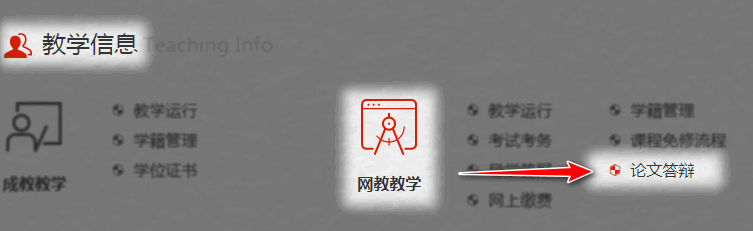 教学信息 Teaching Info
教学运行
学籍管理
学位证书
成教教学
网教教学
教学运行
考试考务
网上缴费
学籍管理
课程免修流程
论文答辩